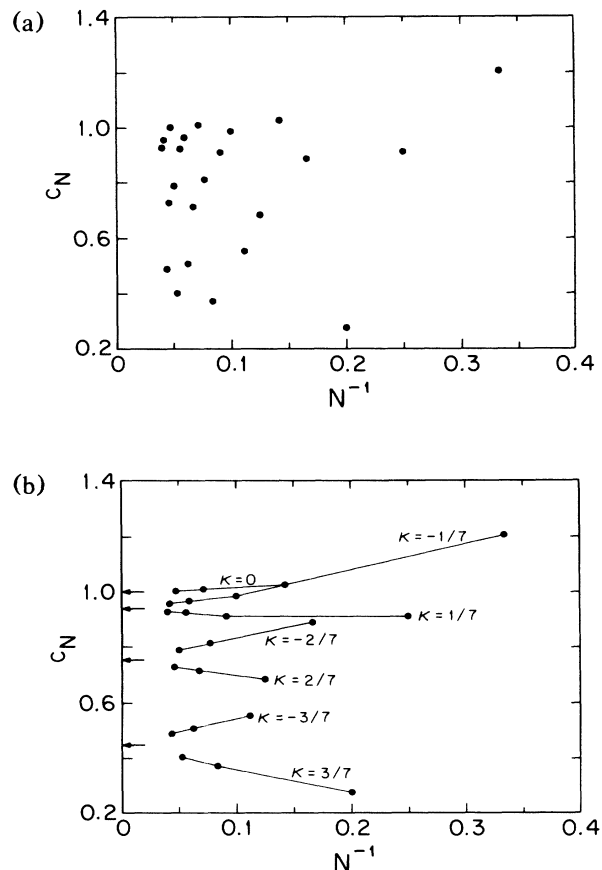 (a)
1.4
1.0
0.6
0.2
C_N
0
0.1
0.2
0.3
0.4
N⁻¹
(b)
1.4
1.0
0.6
0.2
C_N
κ = -1/7
κ = 0
κ = 1/7
κ = -2/7
κ = 2/7
κ = -3/7
κ = 3/7
0
0.1
0.2
0.3
0.4
N⁻¹